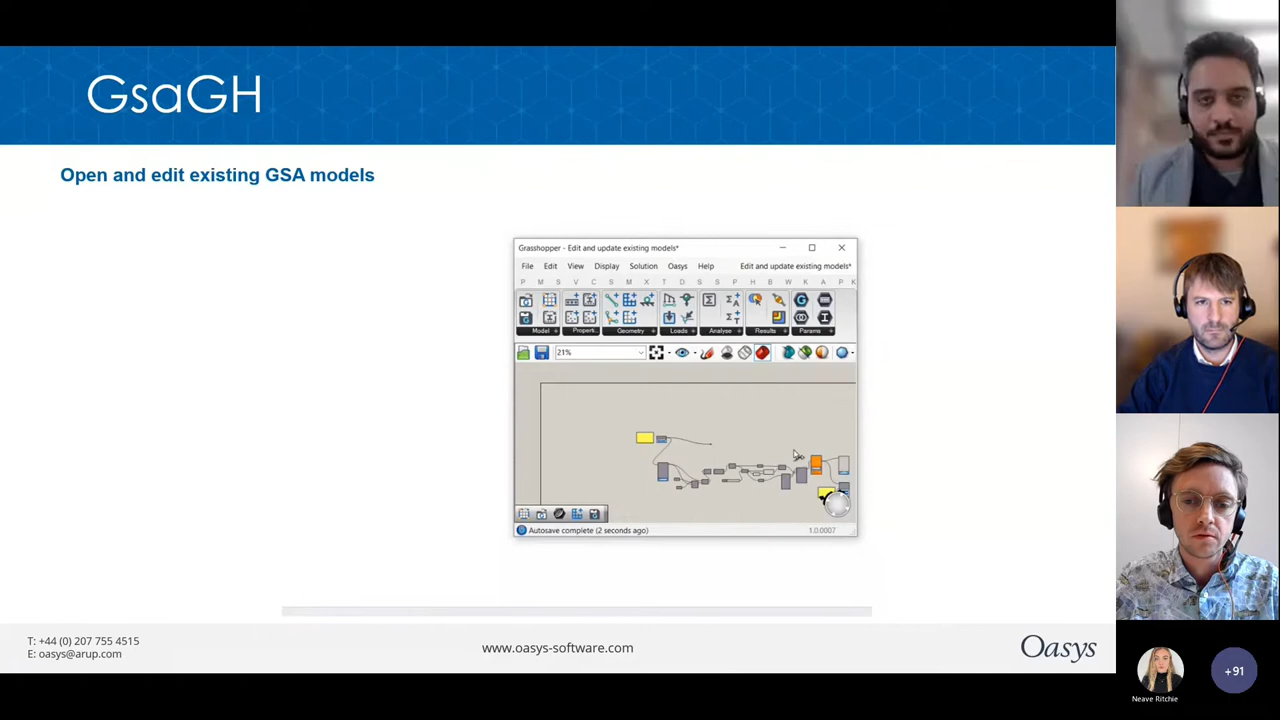 GsaGH
Open and edit existing GSA models
Grasshopper - Edit and update existing models*
File Edit View Display Solution Oasys Help Edit and update existing models*
P M S V C S M X T D S S P W K A P K
Model Properti.. Geometry Loads Analyse Results Params
21%
Autosave complete (2 seconds ago) 1.0.0007
T: +44 (0) 207 755 4515
E: oasys@arup.com
www.oasys-software.com
Oasys
+91
Neave Ritchie